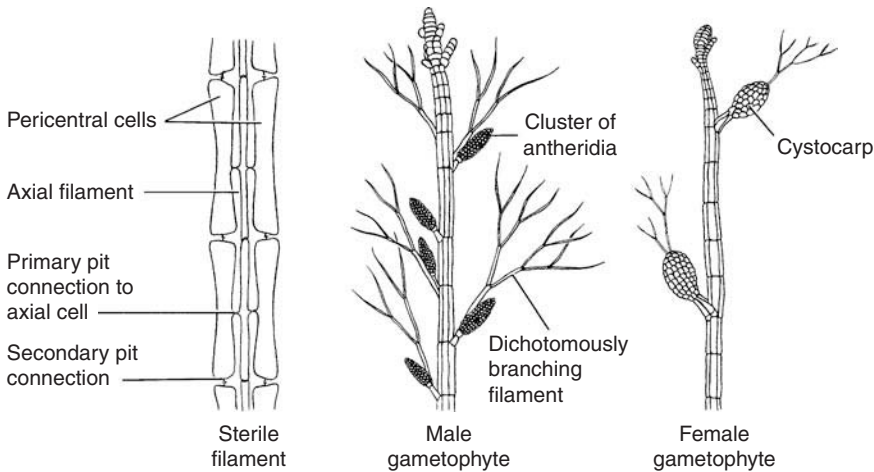 Pericentral cells
Axial filament
Primary pit
connection to
axial cell
Secondary pit
connection
Cluster of
antheridia
Dichotomously
branching
filament
Cystocarp
Sterile
filament
Male
gametophyte
Female
gametophyte